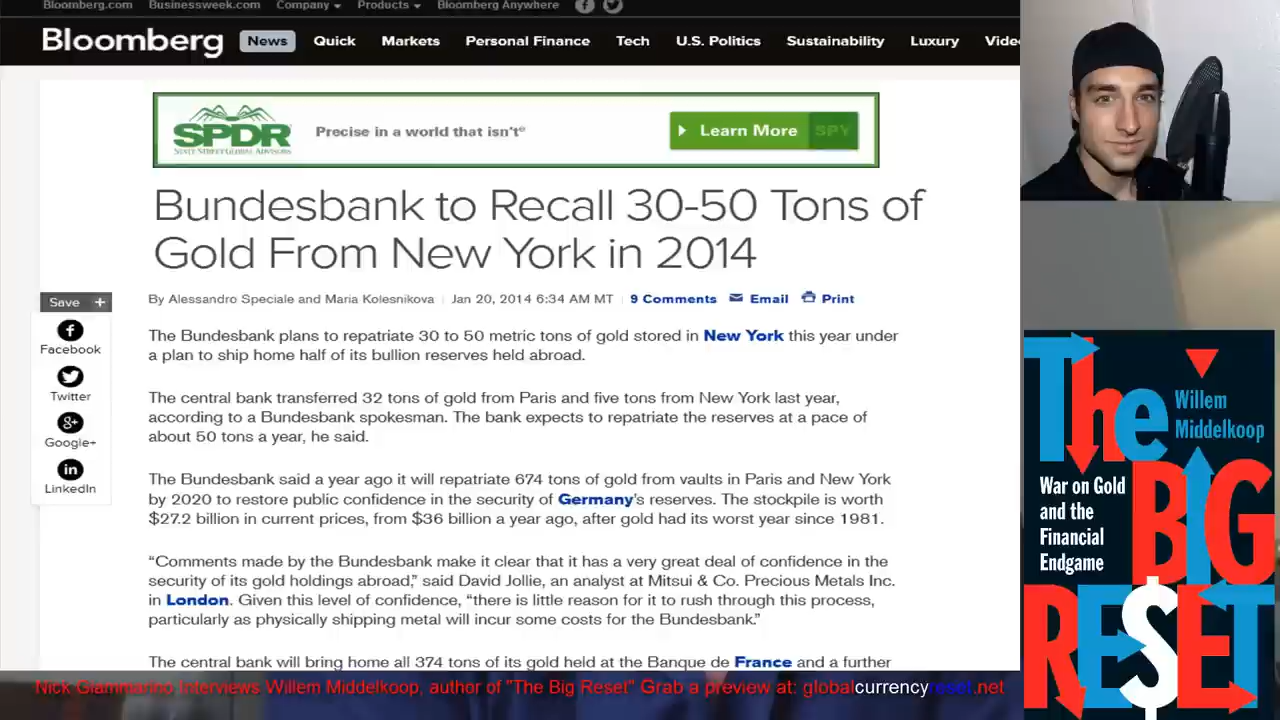 Bloomberg.com Businessweek.com Company Products Bloomberg Anywhere
Bloomberg News Quick Markets Personal Finance Tech U.S. Politics Sustainability Luxury Vide
SPDR
STATE STREET GLOBAL ADVISORS
Precise in a world that isn't®
Learn More SPY
Bundesbank to Recall 30-50 Tons of
Gold From New York in 2014
By Alessandro Speciale and Maria Kolesnikova Jan 20, 2014 6:34 AM MT 9 Comments Email Print
Save +
Facebook
Twitter
Google+
LinkedIn
The Bundesbank plans to repatriate 30 to 50 metric tons of gold stored in New York this year under
a plan to ship home half of its bullion reserves held abroad.
The central bank transferred 32 tons of gold from Paris and five tons from New York last year,
according to a Bundesbank spokesman. The bank expects to repatriate the reserves at a pace of
about 50 tons a year, he said.
The Bundesbank said a year ago it will repatriate 674 tons of gold from vaults in Paris and New York
by 2020 to restore public confidence in the security of Germany's reserves. The stockpile is worth
$27.2 billion in current prices, from $36 billion a year ago, after gold had its worst year since 1981.
“Comments made by the Bundesbank make it clear that it has a very great deal of confidence in the
security of its gold holdings abroad,” said David Jollie, an analyst at Mitsui & Co. Precious Metals Inc.
in London. Given this level of confidence, “there is little reason for it to rush through this process,
particularly as physically shipping metal will incur some costs for the Bundesbank.”
The central bank will bring home all 374 tons of its gold held at the Banque de France and a further
The
Willem
Middelkoop
War on Gold
and the
Financial
Endgame
BIG
RE$ET
Nick Giammarino Interviews Willem Middelkoop, author of "The Big Reset" Grab a preview at: globalcurrencyreset.net